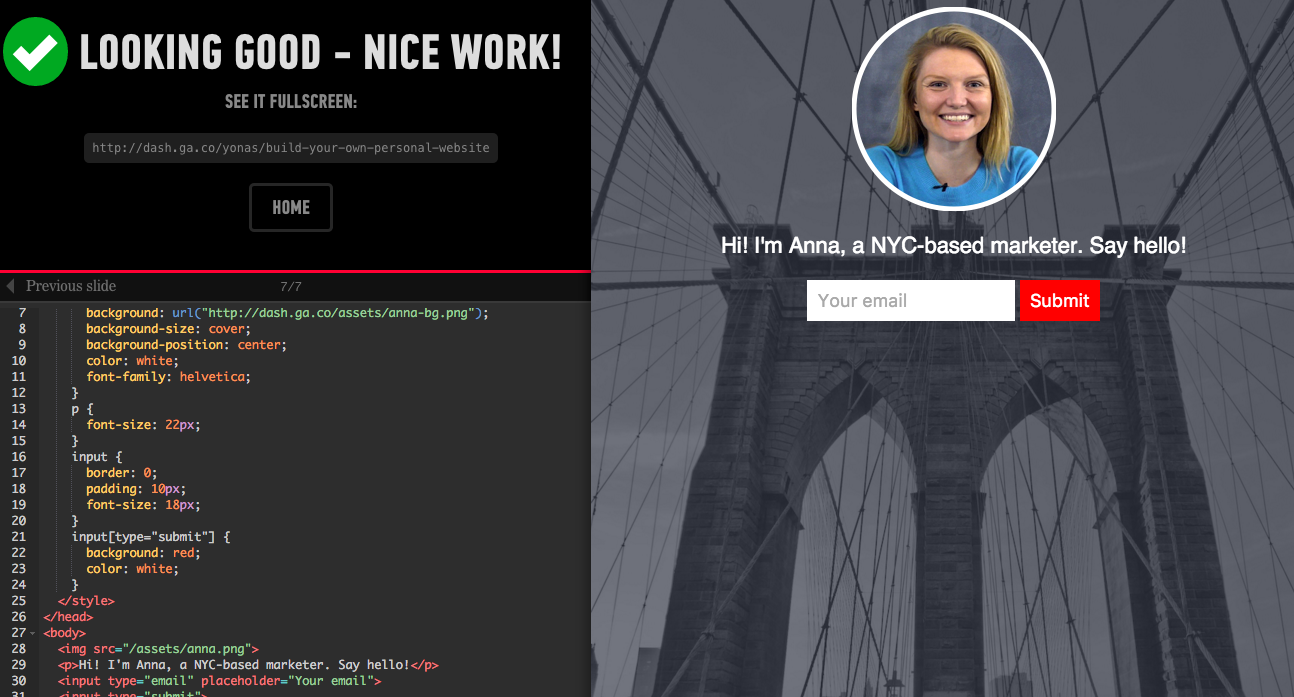 LOOKING GOOD - NICE WORK!
SEE IT FULLSCREEN:
http://dash.ga.co/yonas/build-your-own-personal-website
HOME
Previous slide 7/7
7 background: url("http://dash.ga.co/assets/anna-bg.png");
8 background-size: cover;
9 background-position: center;
10 color: white;
11 font-family: helvetica;
12 }
13 p {
14 font-size: 22px;
15 }
16 input {
17 border: 0;
18 padding: 10px;
19 font-size: 18px;
20 }
21 input[type="submit"] {
22 background: red;
23 color: white;
24 }
25 </style>
26 </head>
27 <body>
28 <img src="/assets/anna.png">
29 <p>Hi! I'm Anna, a NYC-based marketer. Say hello!</p>
30 <input type="email" placeholder="Your email">
31 <input type="submit">
Hi! I'm Anna, a NYC-based marketer. Say hello!
Your email Submit